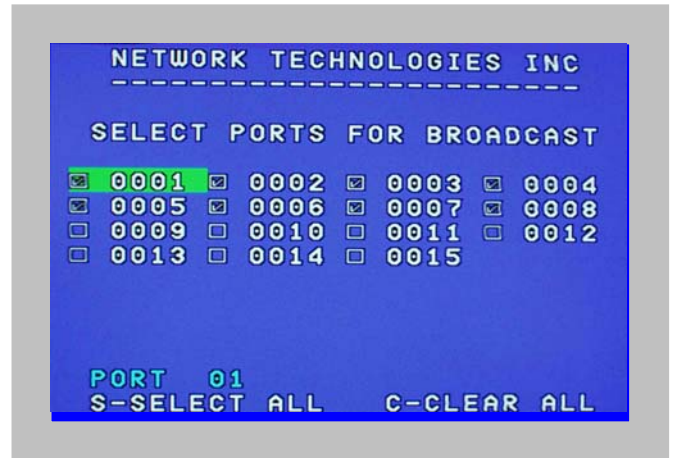 NETWORK TECHNOLOGIES INC
------------------------
SELECT PORTS FOR BROADCAST
☑ 0001 ☑ 0002 ☑ 0003 ☑ 0004
☑ 0005 ☑ 0006 ☑ 0007 ☑ 0008
☐ 0009 ☐ 0010 ☐ 0011 ☐ 0012
☐ 0013 ☐ 0014 ☐ 0015
PORT 01
S-SELECT ALL C-CLEAR ALL